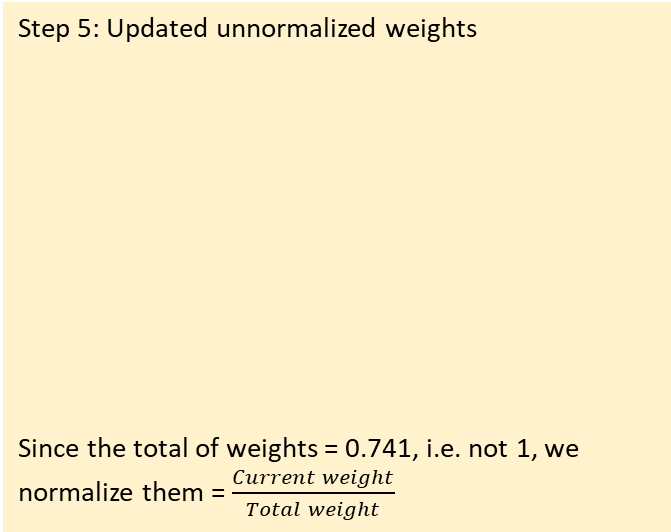 Step 5: Updated unnormalized weights
Since the total of weights = 0.741, i.e. not 1, we
normalize them = Current weight / Total weight